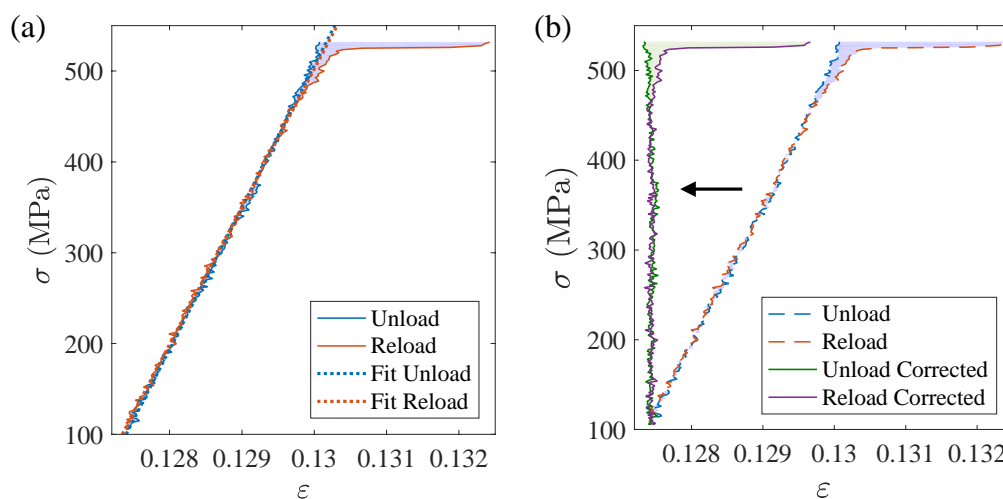 (a)
500
400
300
200
100
σ (MPa)
0.128 0.129 0.13 0.131 0.132
ε
Unload
Reload
Fit Unload
Fit Reload
(b)
500
400
300
200
100
σ (MPa)
0.128 0.129 0.13 0.131 0.132
ε
Unload
Reload
Unload Corrected
Reload Corrected